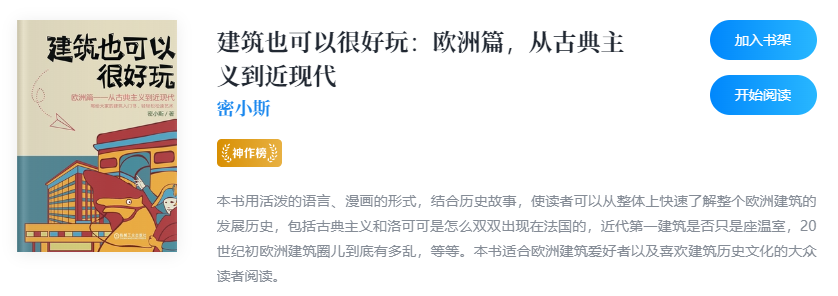 建筑也可以
很好玩
欧洲篇——从古典主义到近现代
密小斯/著
机械工业出版社
建筑也可以很好玩：欧洲篇，从古典主
义到近现代
密小斯
神作榜
加入书架
开始阅读
本书用活泼的语言、漫画的形式，结合历史故事，使读者可以从整体上快速了解整个欧洲建筑的
发展历史，包括古典主义和洛可可是怎么双双出现在法国的，近代第一建筑是否只是座温室，20
世纪初欧洲建筑圈儿到底有多乱，等等。本书适合欧洲建筑爱好者以及喜欢建筑历史文化的大众
读者阅读。